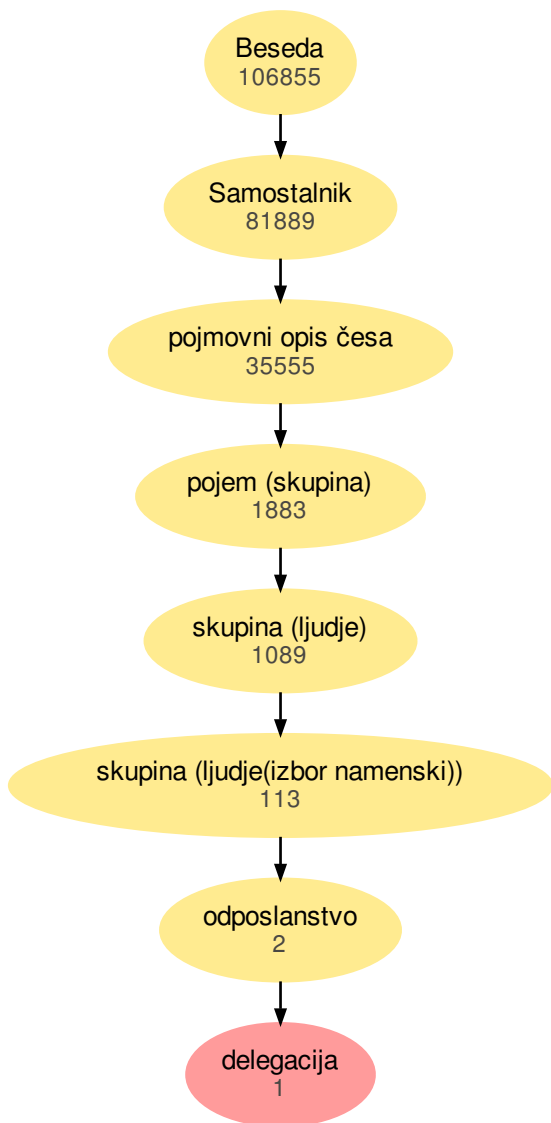 Beseda
106855
Samostalnik
81889
pojmovni opis česa
35555
pojem (skupina)
1883
skupina (ljudje)
1089
skupina (ljudje(izbor namenski))
113
odposlanstvo
2
delegacija
1